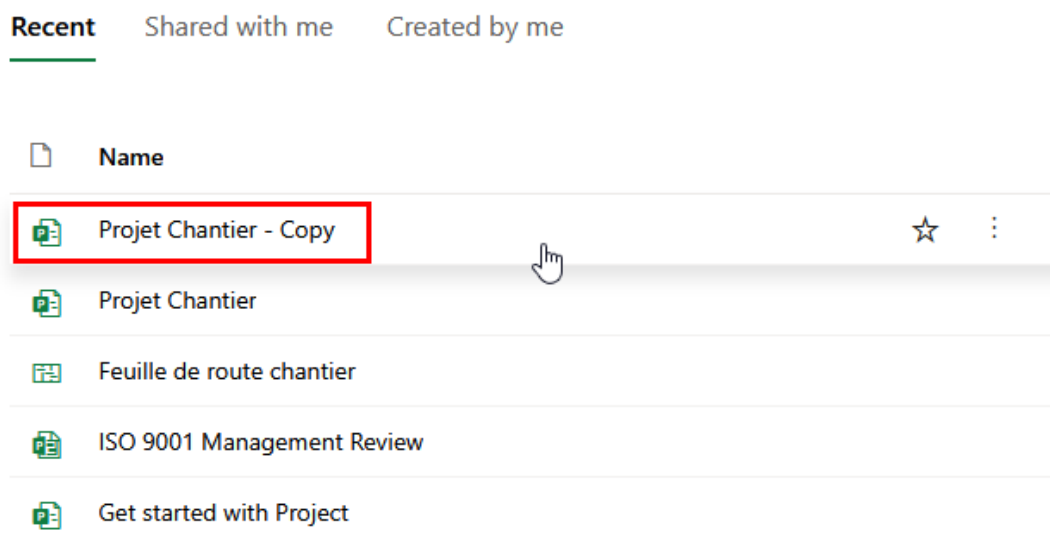 Recent Shared with me Created by me
Name
Projet Chantier - Copy
Projet Chantier
Feuille de route chantier
ISO 9001 Management Review
Get started with Project